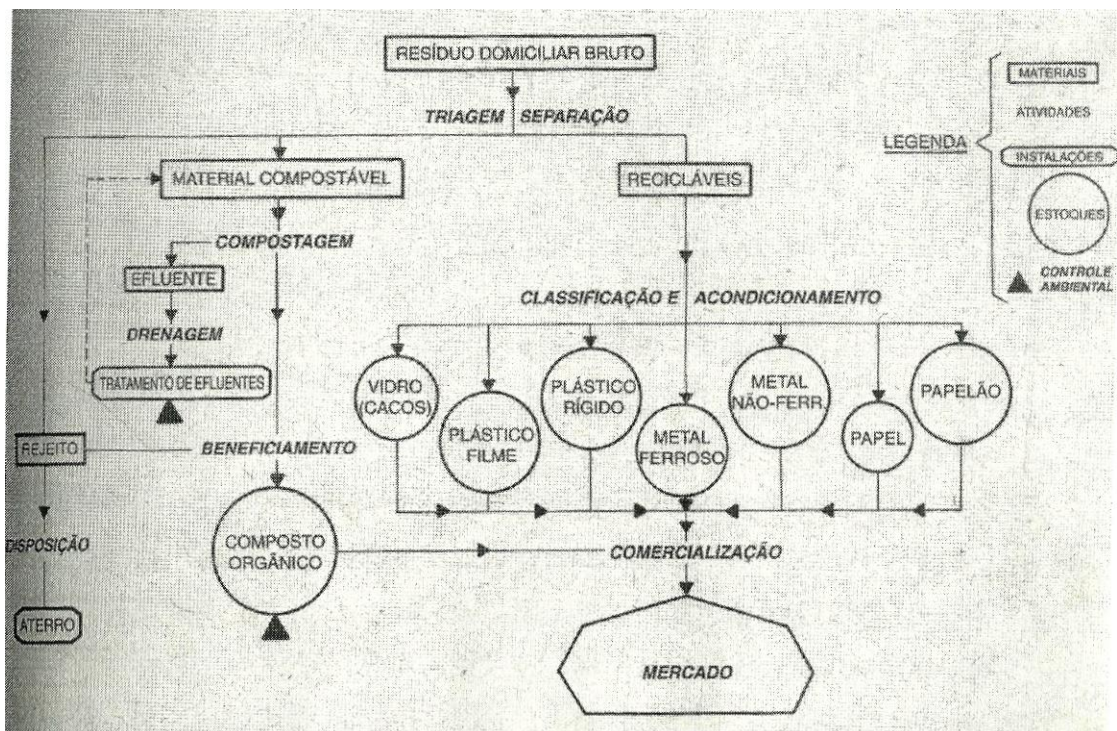 RESÍDUO DOMICILIAR BRUTO
TRIAGEM SEPARAÇÃO
MATERIAL COMPOSTÁVEL
RECICLÁVEIS
COMPOSTAGEM
EFLUENTE
DRENAGEM
TRATAMENTO DE EFLUENTES
CLASSIFICAÇÃO E ACONDICIONAMENTO
VIDRO
(CACOS)
PLÁSTICO
FILME
PLÁSTICO
RÍGIDO
METAL
FERROSO
METAL
NÃO-FERR.
PAPEL
PAPELÃO
REJEITO
BENEFICIAMENTO
DISPOSIÇÃO
COMPOSTO
ORGÂNICO
COMERCIALIZAÇÃO
ATERRO
MERCADO
LEGENDA
MATERIAIS
ATIVIDADES
INSTALAÇÕES
ESTOQUES
CONTROLE
AMBIENTAL